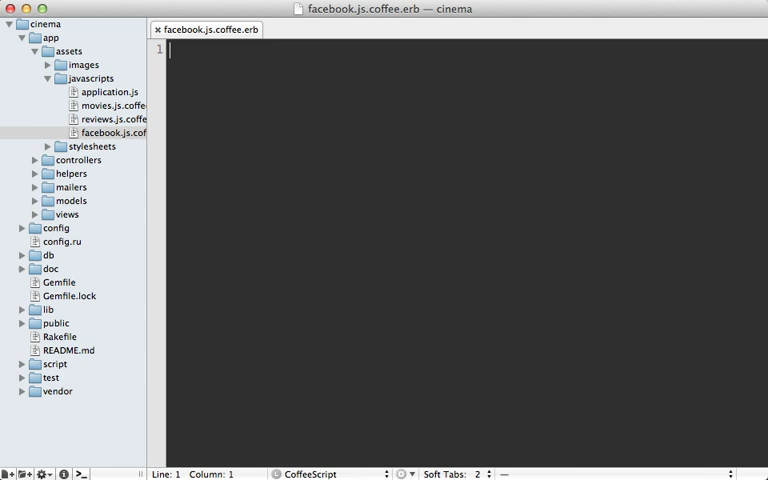 facebook.js.coffee.erb — cinema
cinema
app
assets
images
javascripts
application.js
movies.js.coffe
reviews.js.coffe
facebook.js.cof
stylesheets
controllers
helpers
mailers
models
views
config
config.ru
db
doc
Gemfile
Gemfile.lock
lib
public
Rakefile
README.md
script
test
vendor
facebook.js.coffee.erb
1
Line: 1 Column: 1
CoffeeScript
Soft Tabs: 2
—